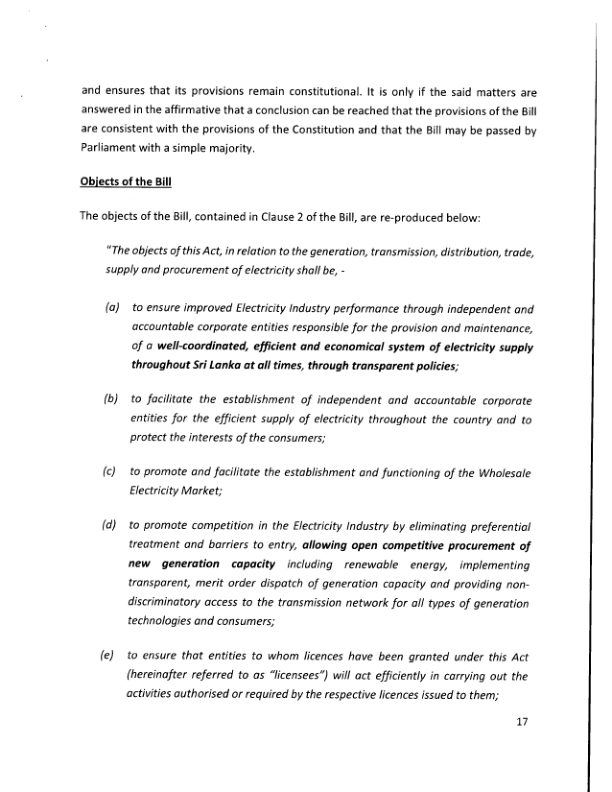 and ensures that its provisions remain constitutional. It is only if the said matters are
answered in the affirmative that a conclusion can be reached that the provisions of the Bill
are consistent with the provisions of the Constitution and that the Bill may be passed by
Parliament with a simple majority.
Objects of the Bill
The objects of the Bill, contained in Clause 2 of the Bill, are re-produced below:
"The objects of this Act, in relation to the generation, transmission, distribution, trade,
supply and procurement of electricity shall be, -
(a) to ensure improved Electricity Industry performance through independent and
accountable corporate entities responsible for the provision and maintenance,
of a well-coordinated, efficient and economical system of electricity supply
throughout Sri Lanka at all times, through transparent policies;
(b) to facilitate the establishment of independent and accountable corporate
entities for the efficient supply of electricity throughout the country and to
protect the interests of the consumers;
(c) to promote and facilitate the establishment and functioning of the Wholesale
Electricity Market;
(d) to promote competition in the Electricity Industry by eliminating preferential
treatment and barriers to entry, allowing open competitive procurement of
new generation capacity including renewable energy, implementing
transparent, merit order dispatch of generation capacity and providing non-
discriminatory access to the transmission network for all types of generation
technologies and consumers;
(e) to ensure that entities to whom licences have been granted under this Act
(hereinafter referred to as "licensees") will act efficiently in carrying out the
activities authorised or required by the respective licences issued to them;
17